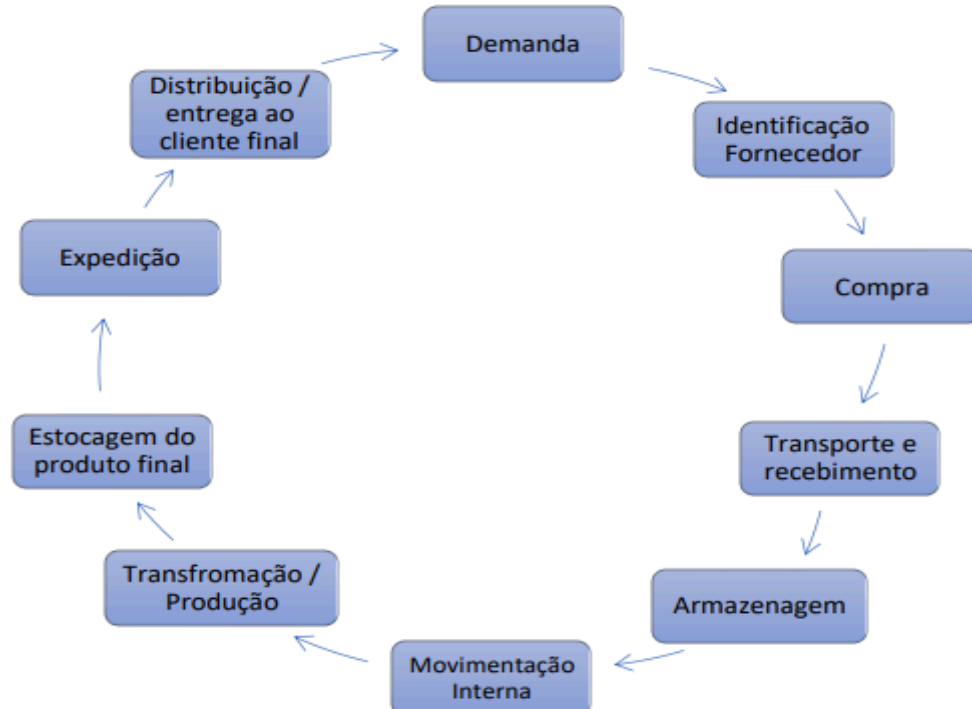 Demanda
Identificação
Fornecedor
Compra
Transporte e
recebimento
Armazenagem
Movimentação
Interna
Transfromação /
Produção
Estocagem do
produto final
Expedição
Distribuição /
entrega ao
cliente final